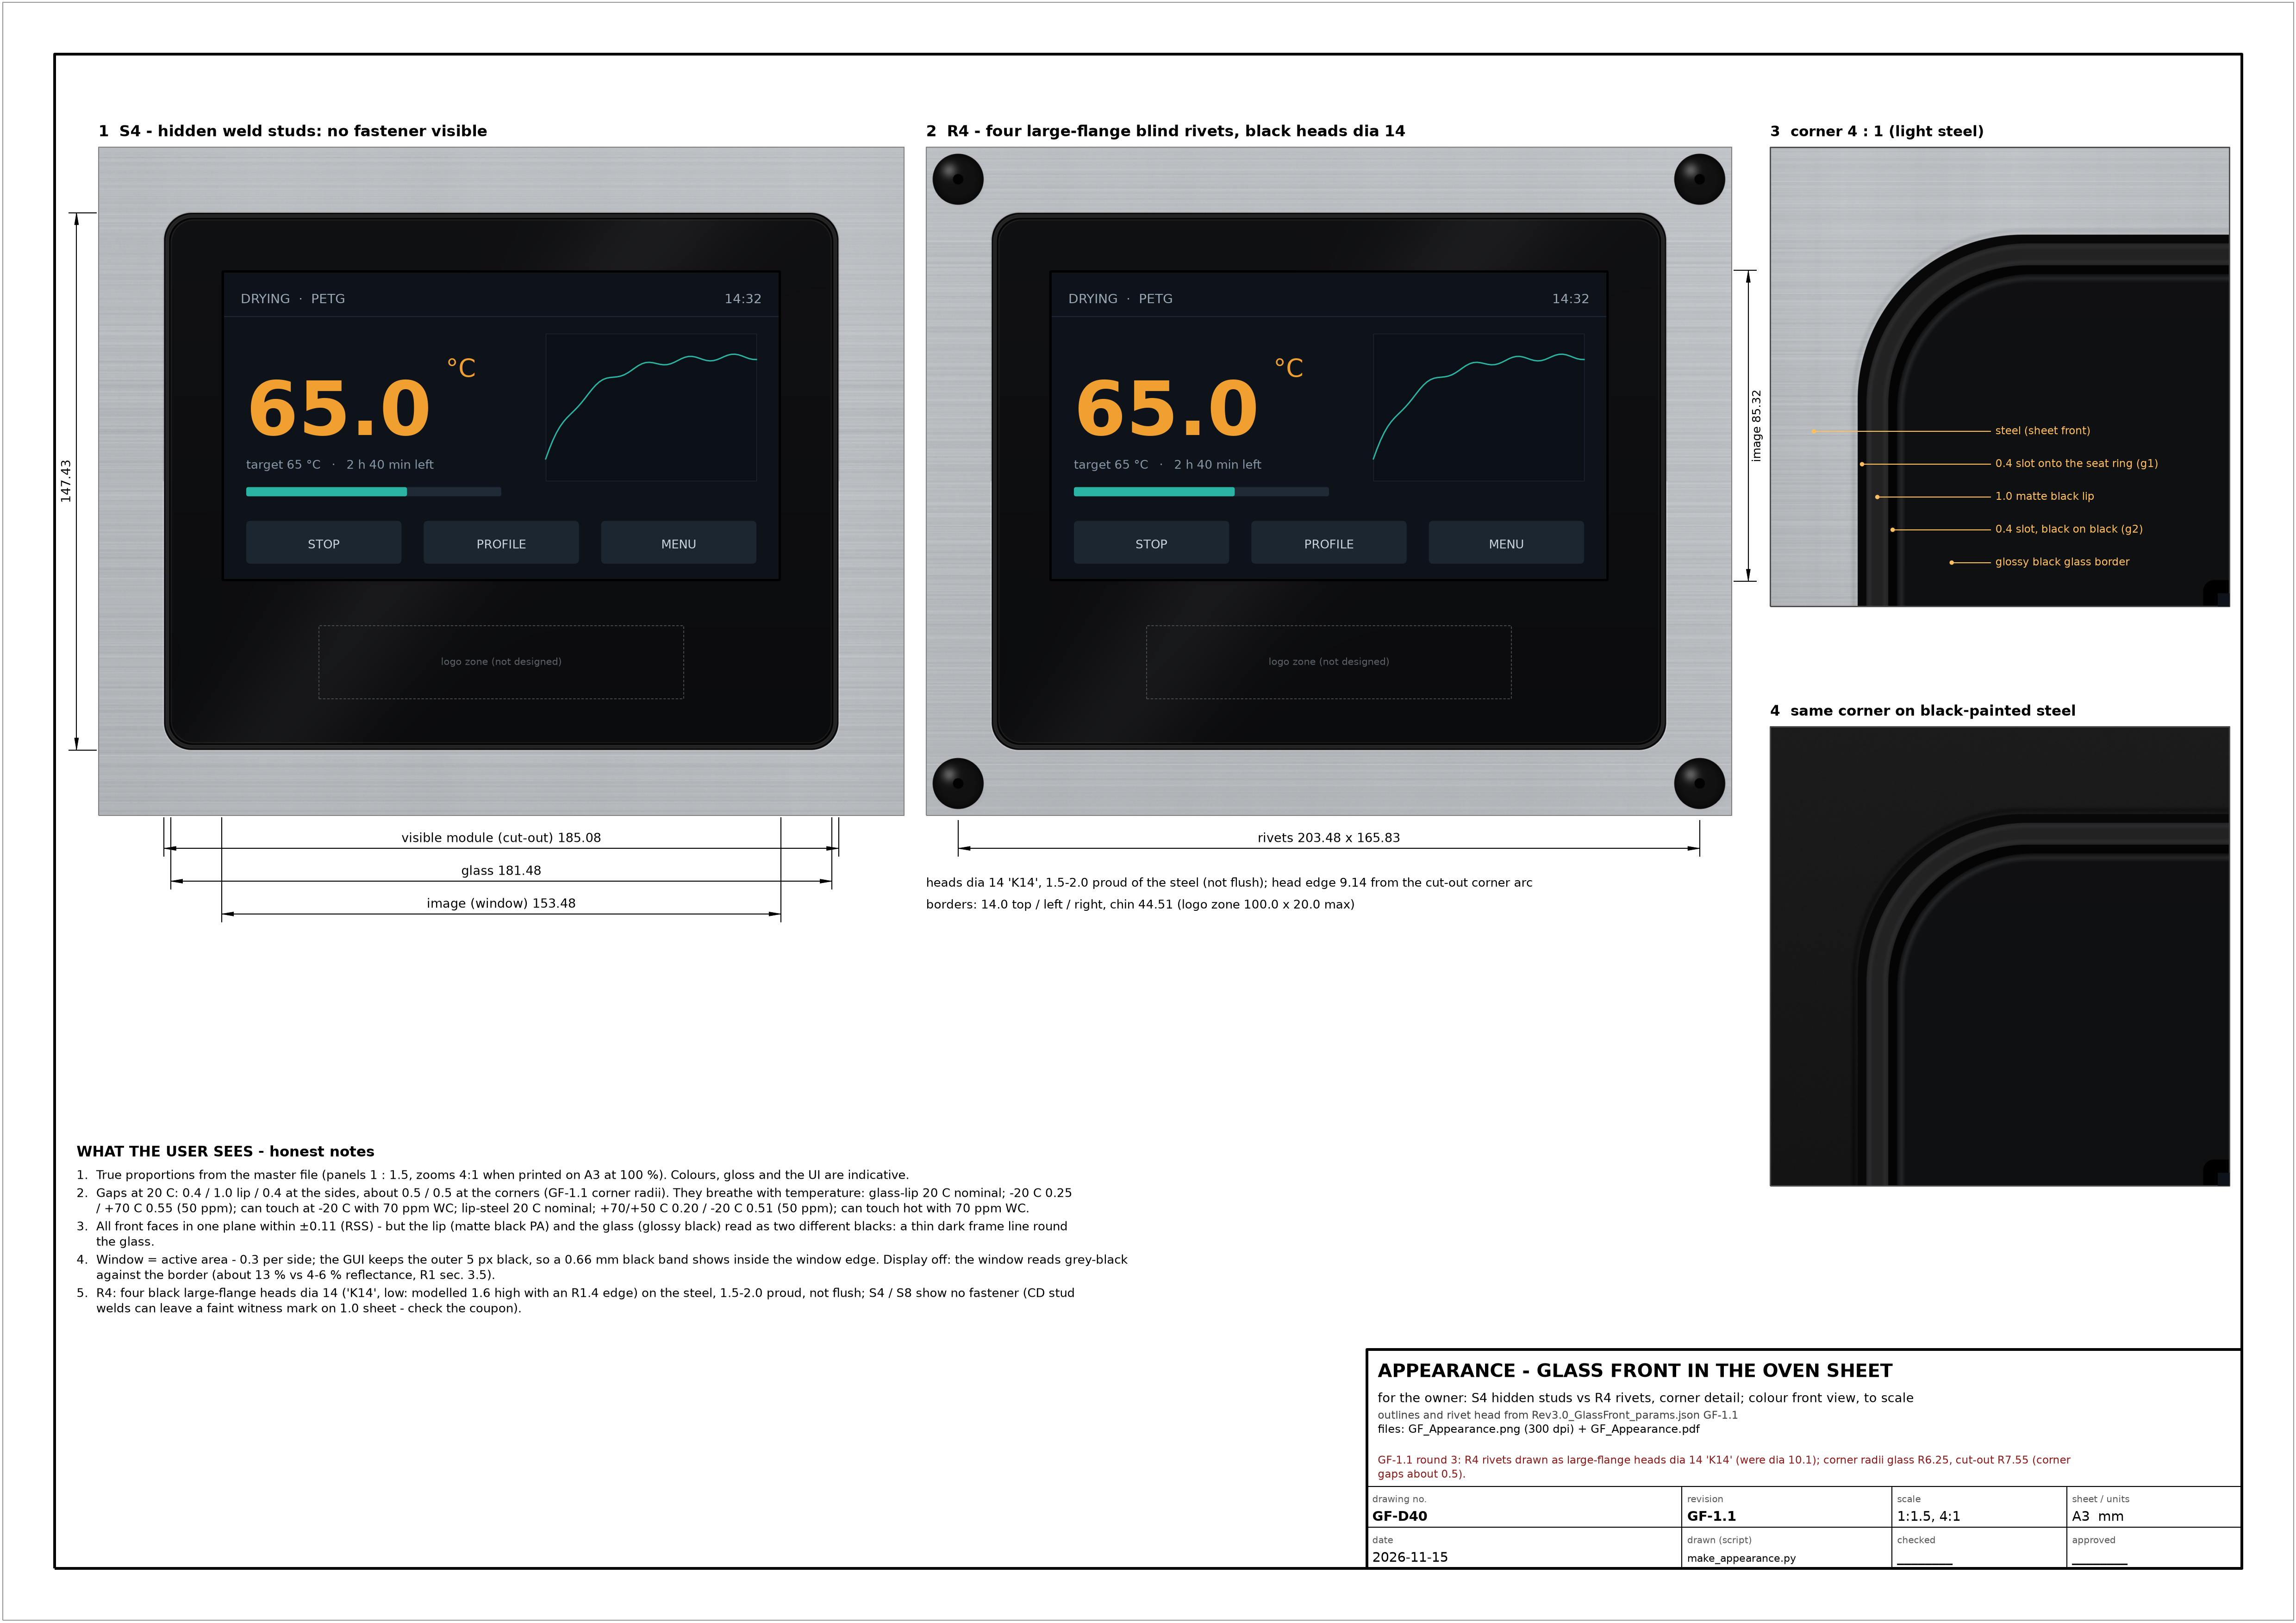 1  S4 - hidden weld studs: no fastener visible
147.43
DRYING · PETG
14:32
65.0
°C
target 65 °C · 2 h 40 min left
STOP
PROFILE
MENU
logo zone (not designed)
visible module (cut-out) 185.08
glass 181.48
image (window) 153.48
2  R4 - four large-flange blind rivets, black heads dia 14
DRYING · PETG
14:32
65.0
°C
target 65 °C · 2 h 40 min left
STOP
PROFILE
MENU
logo zone (not designed)
image 85.32
rivets 203.48 x 165.83
heads dia 14 'K14', 1.5-2.0 proud of the steel (not flush); head edge 9.14 from the cut-out corner arc
borders: 14.0 top / left / right, chin 44.51 (logo zone 100.0 x 20.0 max)
3  corner 4 : 1 (light steel)
steel (sheet front)
0.4 slot onto the seat ring (g1)
1.0 matte black lip
0.4 slot, black on black (g2)
glossy black glass border
4  same corner on black-painted steel
WHAT THE USER SEES - honest notes
1.  True proportions from the master file (panels 1 : 1.5, zooms 4:1 when printed on A3 at 100 %). Colours, gloss and the UI are indicative.
2.  Gaps at 20 C: 0.4 / 1.0 lip / 0.4 at the sides, about 0.5 / 0.5 at the corners (GF-1.1 corner radii). They breathe with temperature: glass-lip 20 C nominal; -20 C 0.25
/ +70 C 0.55 (50 ppm); can touch at -20 C with 70 ppm WC; lip-steel 20 C nominal; +70/+50 C 0.20 / -20 C 0.51 (50 ppm); can touch hot with 70 ppm WC.
3.  All front faces in one plane within ±0.11 (RSS) - but the lip (matte black PA) and the glass (glossy black) read as two different blacks: a thin dark frame line round
the glass.
4.  Window = active area - 0.3 per side; the GUI keeps the outer 5 px black, so a 0.66 mm black band shows inside the window edge. Display off: the window reads grey-black
against the border (about 13 % vs 4-6 % reflectance, R1 sec. 3.5).
5.  R4: four black large-flange heads dia 14 ('K14', low: modelled 1.6 high with an R1.4 edge) on the steel, 1.5-2.0 proud, not flush; S4 / S8 show no fastener (CD stud
welds can leave a faint witness mark on 1.0 sheet - check the coupon).
APPEARANCE - GLASS FRONT IN THE OVEN SHEET
for the owner: S4 hidden studs vs R4 rivets, corner detail; colour front view, to scale
outlines and rivet head from Rev3.0_GlassFront_params.json GF-1.1
files: GF_Appearance.png (300 dpi) + GF_Appearance.pdf
GF-1.1 round 3: R4 rivets drawn as large-flange heads dia 14 'K14' (were dia 10.1); corner radii glass R6.25, cut-out R7.55 (corner
gaps about 0.5).
drawing no.
GF-D40
revision
GF-1.1
scale
1:1.5, 4:1
sheet / units
A3  mm
date
2026-11-15
drawn (script)
make_appearance.py
checked
approved